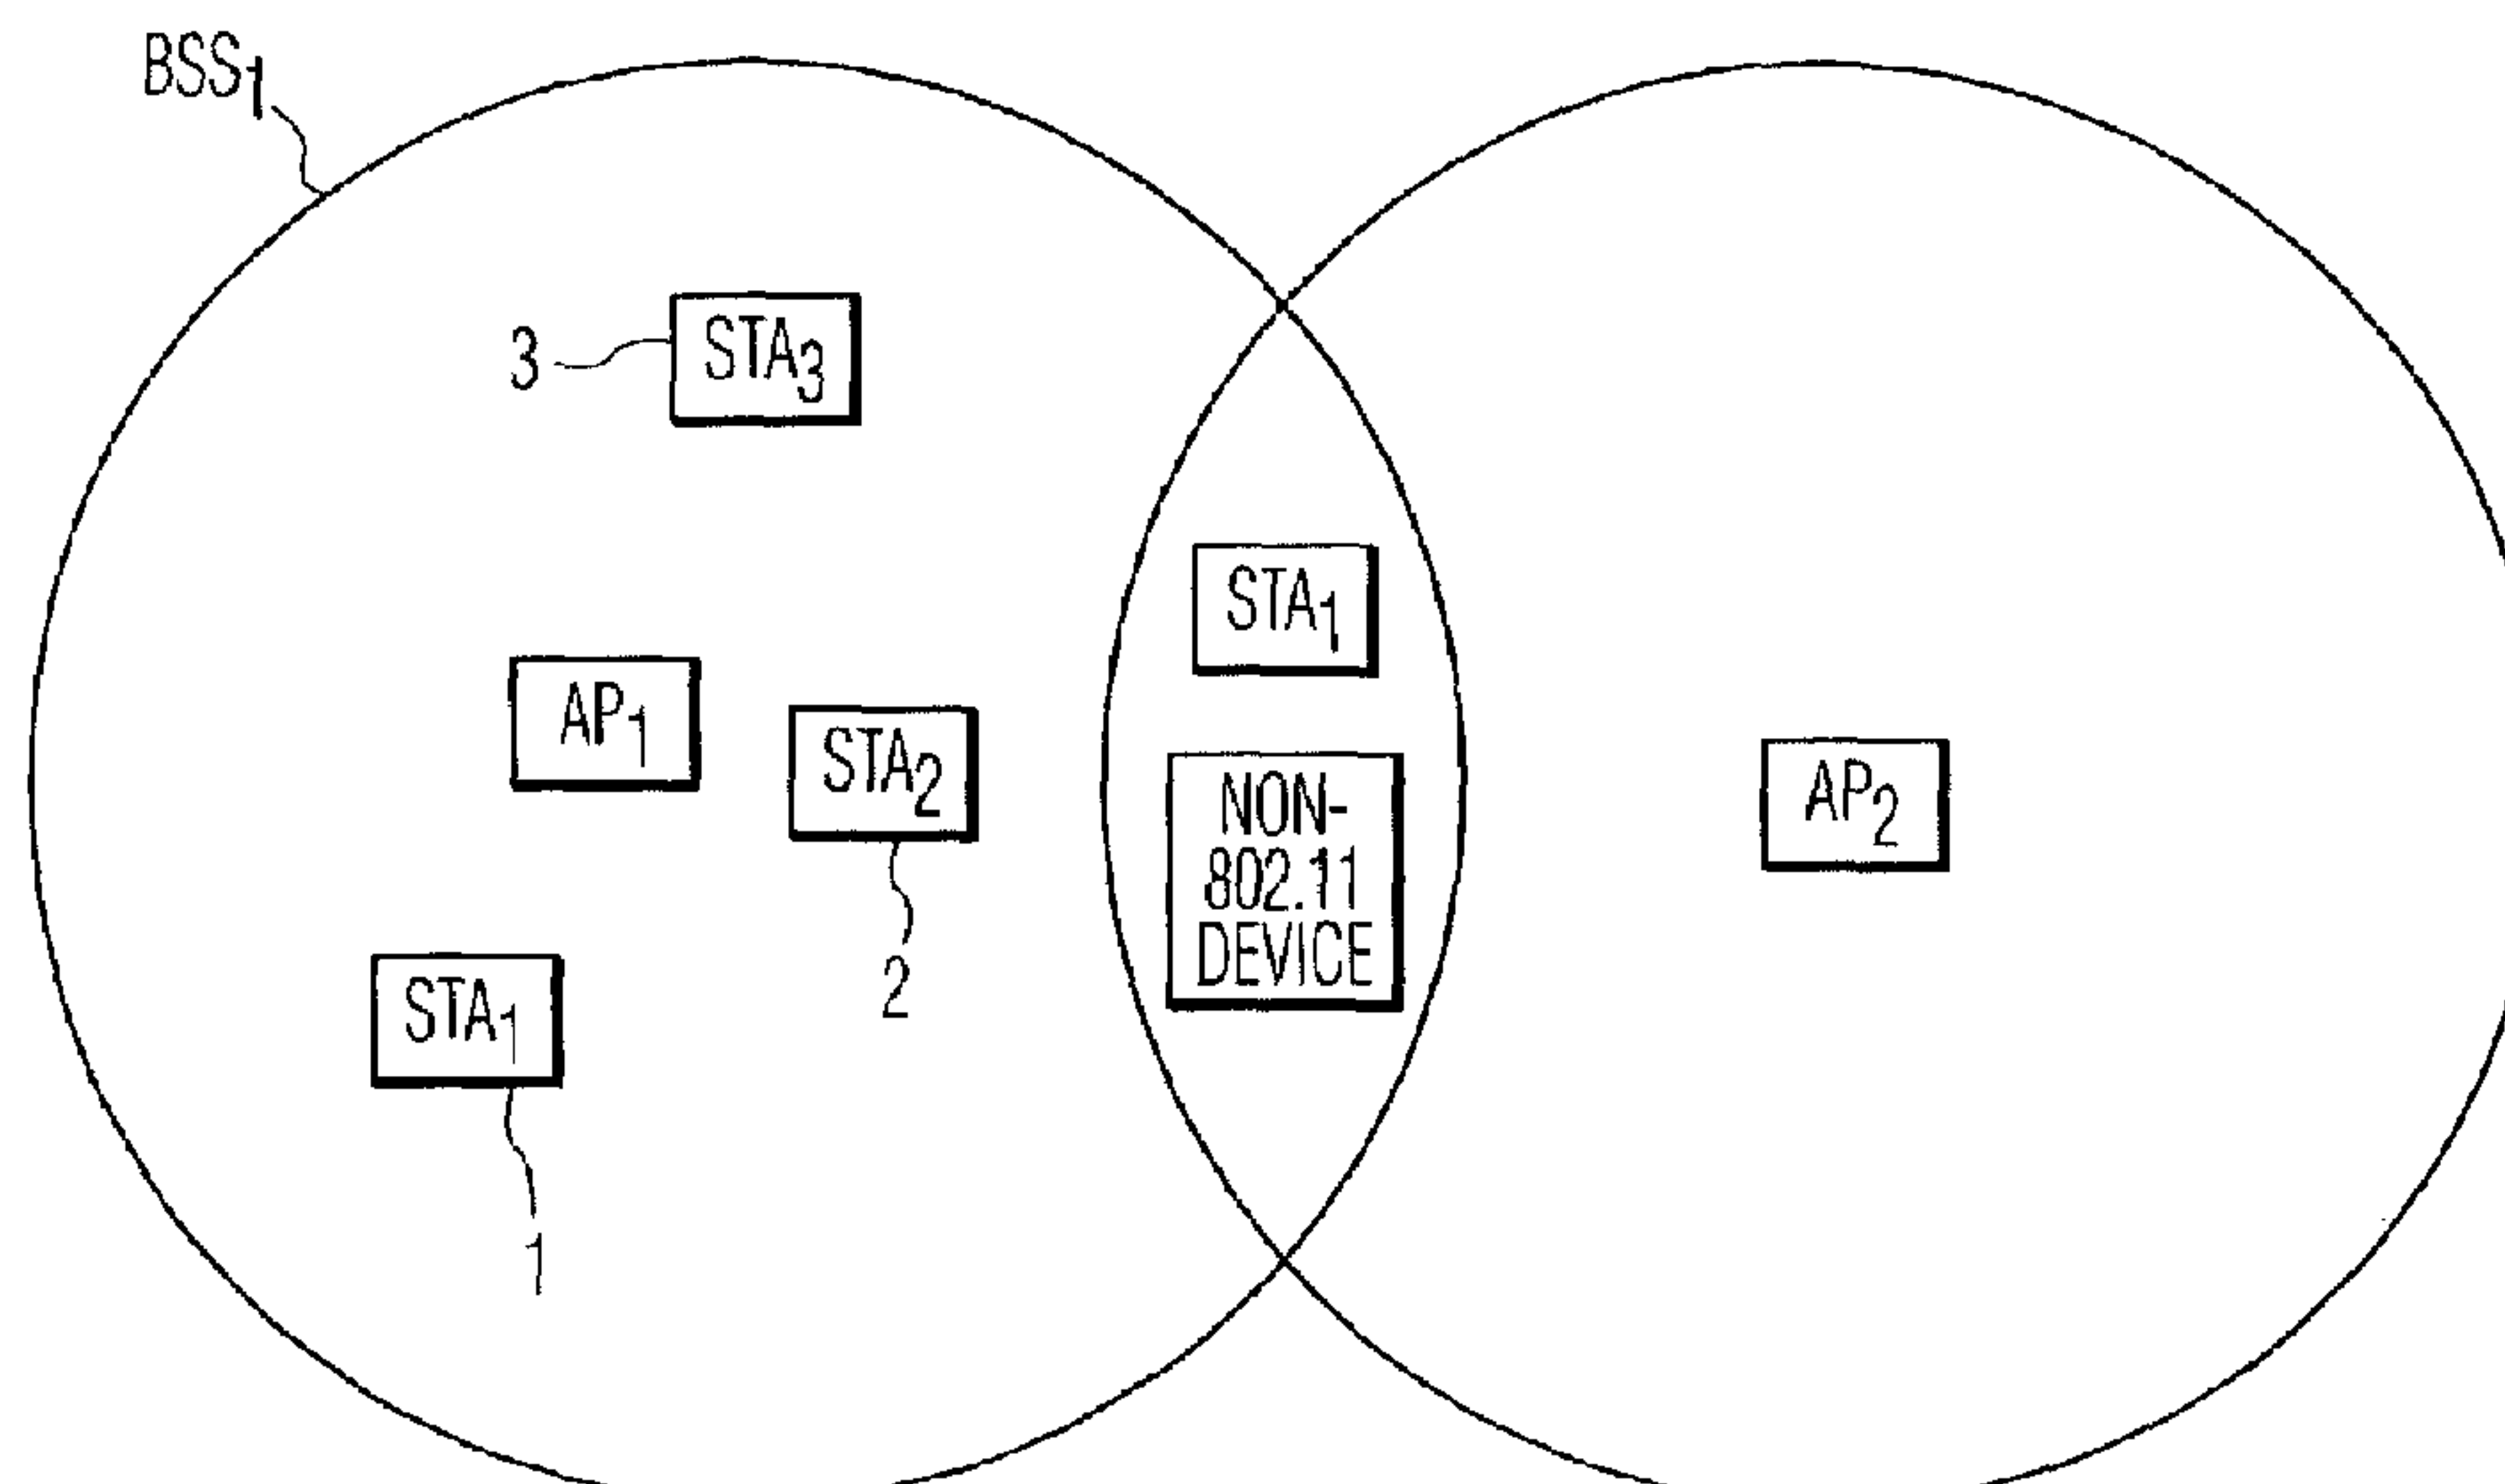 BSS1
3
STA3
STA1
AP1
STA2
NON-
802.11
DEVICE
AP2
2
STA1
1